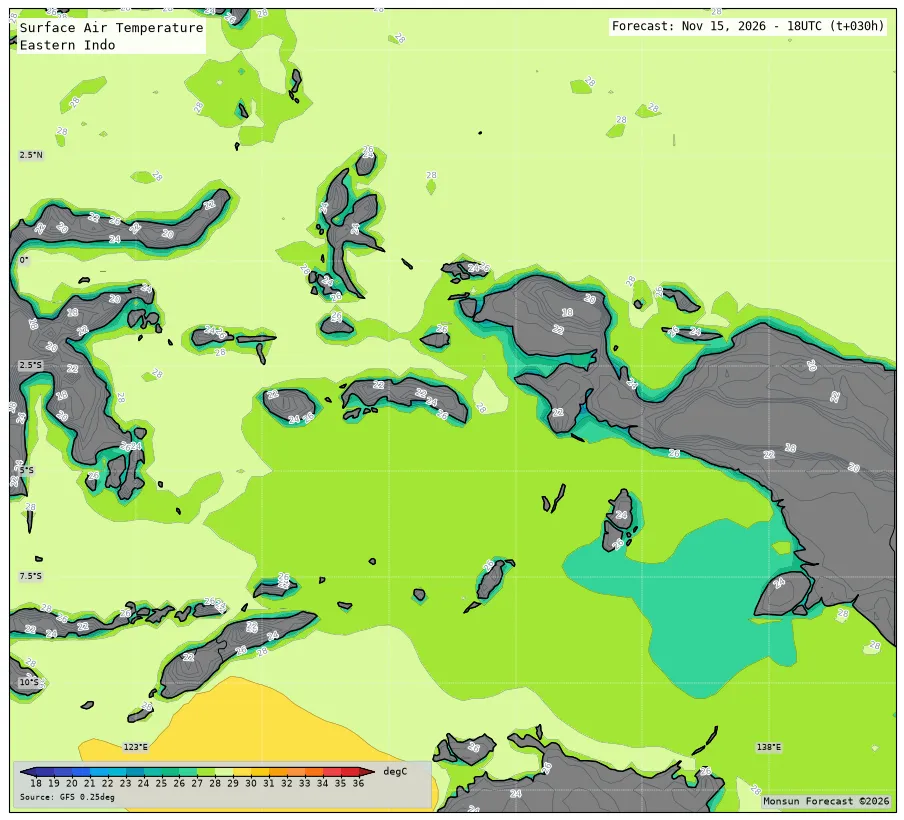 Surface Air Temperature
Eastern Indo
Forecast: Nov 15, 2026 - 18UTC (t+030h)
2.5°N
0°
2.5°S
5°S
7.5°S
10°S
123°E
138°E
18 19 20 21 22 23 24 25 26 27 28 29 30 31 32 33 34 35 36
degC
Source: GFS 0.25deg
Monsun Forecast ©2026